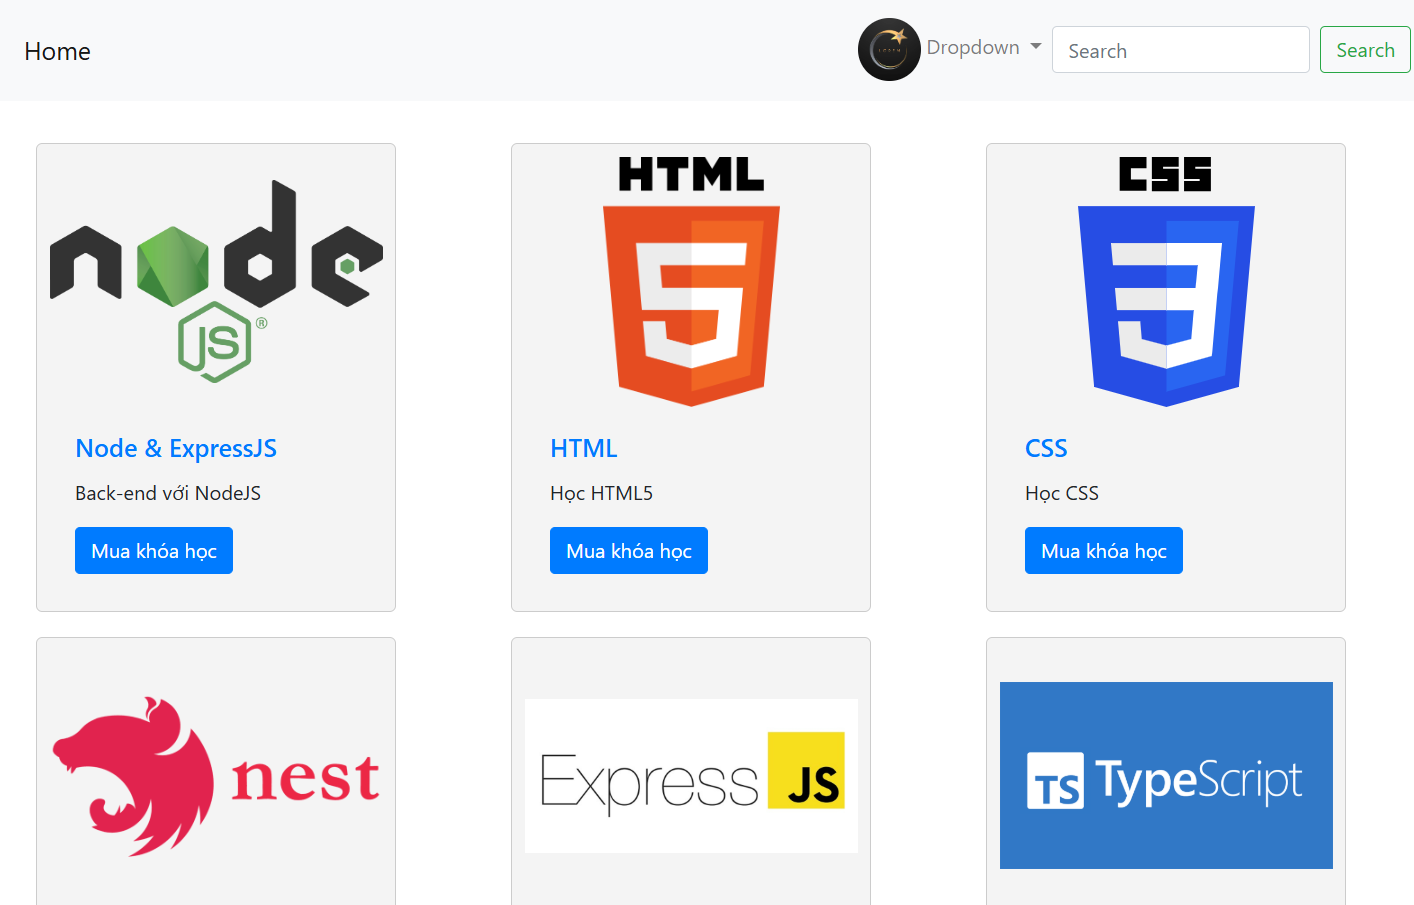 Home
Dropdown
Search
Search
node
JS ®
HTML
5
CSS
3
Node & ExpressJS
HTML
CSS
Back-end với NodeJS
Học HTML5
Học CSS
Mua khóa học
Mua khóa học
Mua khóa học
nest
Express JS
TS TypeScript